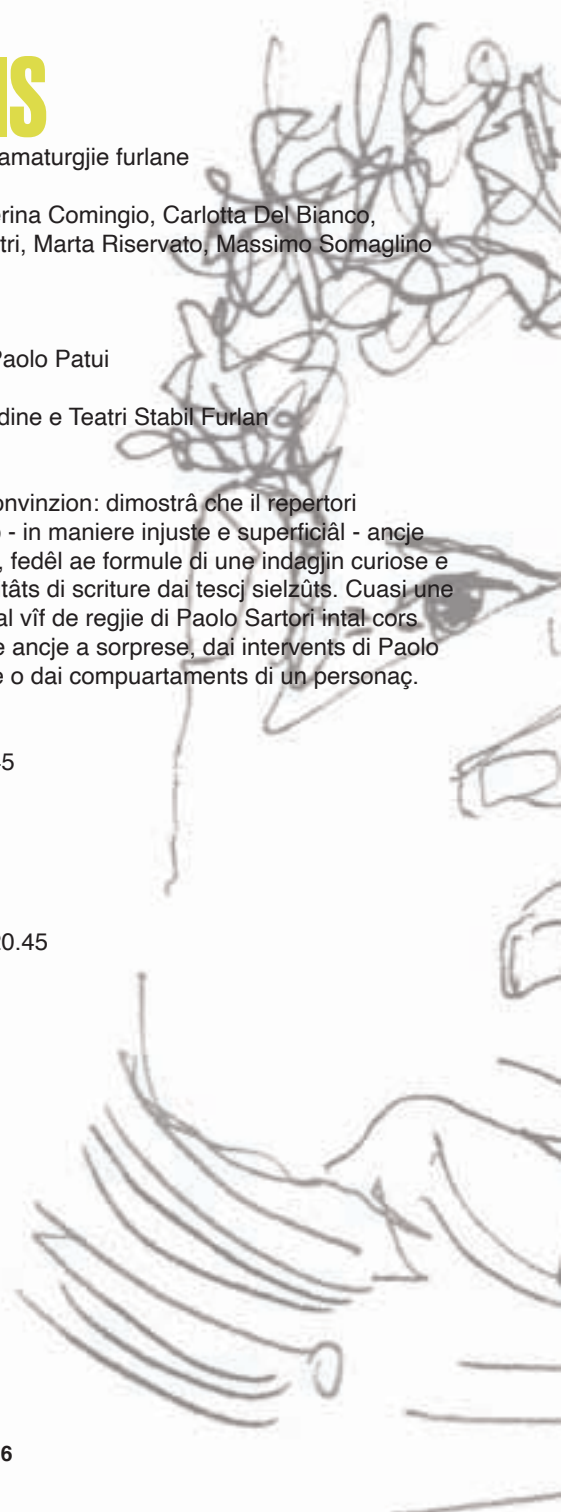 IS
amaturgjie furlane
rina Comingio, Carlotta Del Bianco,
tri, Marta Riservato, Massimo Somaglino
Paolo Patui
dine e Teatri Stabil Furlan
onvinzion: dimostrâ che il repertori
- in maniere injuste e superficiâl - ancje
, fedêl ae formule di une indagjin curiose e
tâts di scriture dai tescj sielzûts. Cuasi une
al vîf de regjie di Paolo Sartori intal cors
e ancje a sorprese, dai intervents di Paolo
e o dai compuartaments di un personaç.
5
20.45
6